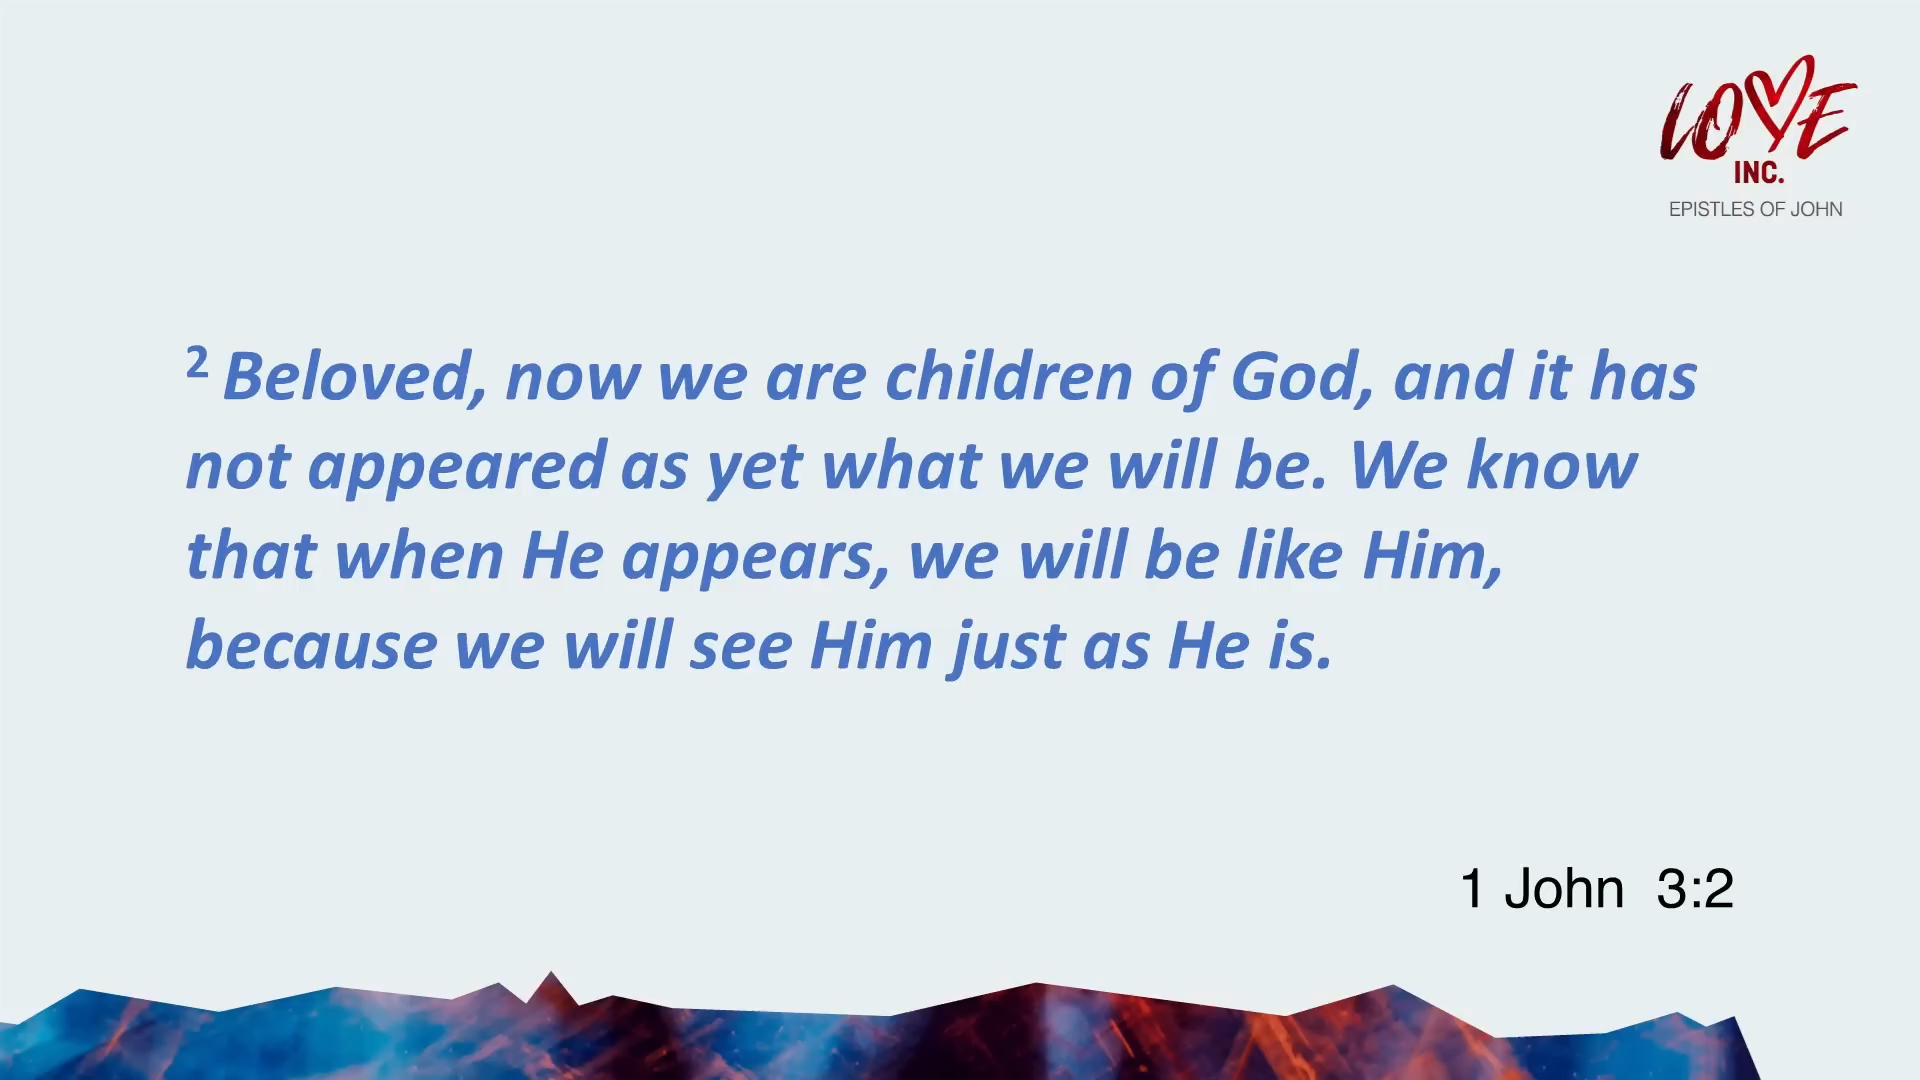 LOVE
INC.
EPISTLES OF JOHN
2 Beloved, now we are children of God, and it has
not appeared as yet what we will be. We know
that when He appears, we will be like Him,
because we will see Him just as He is.
1 John 3:2